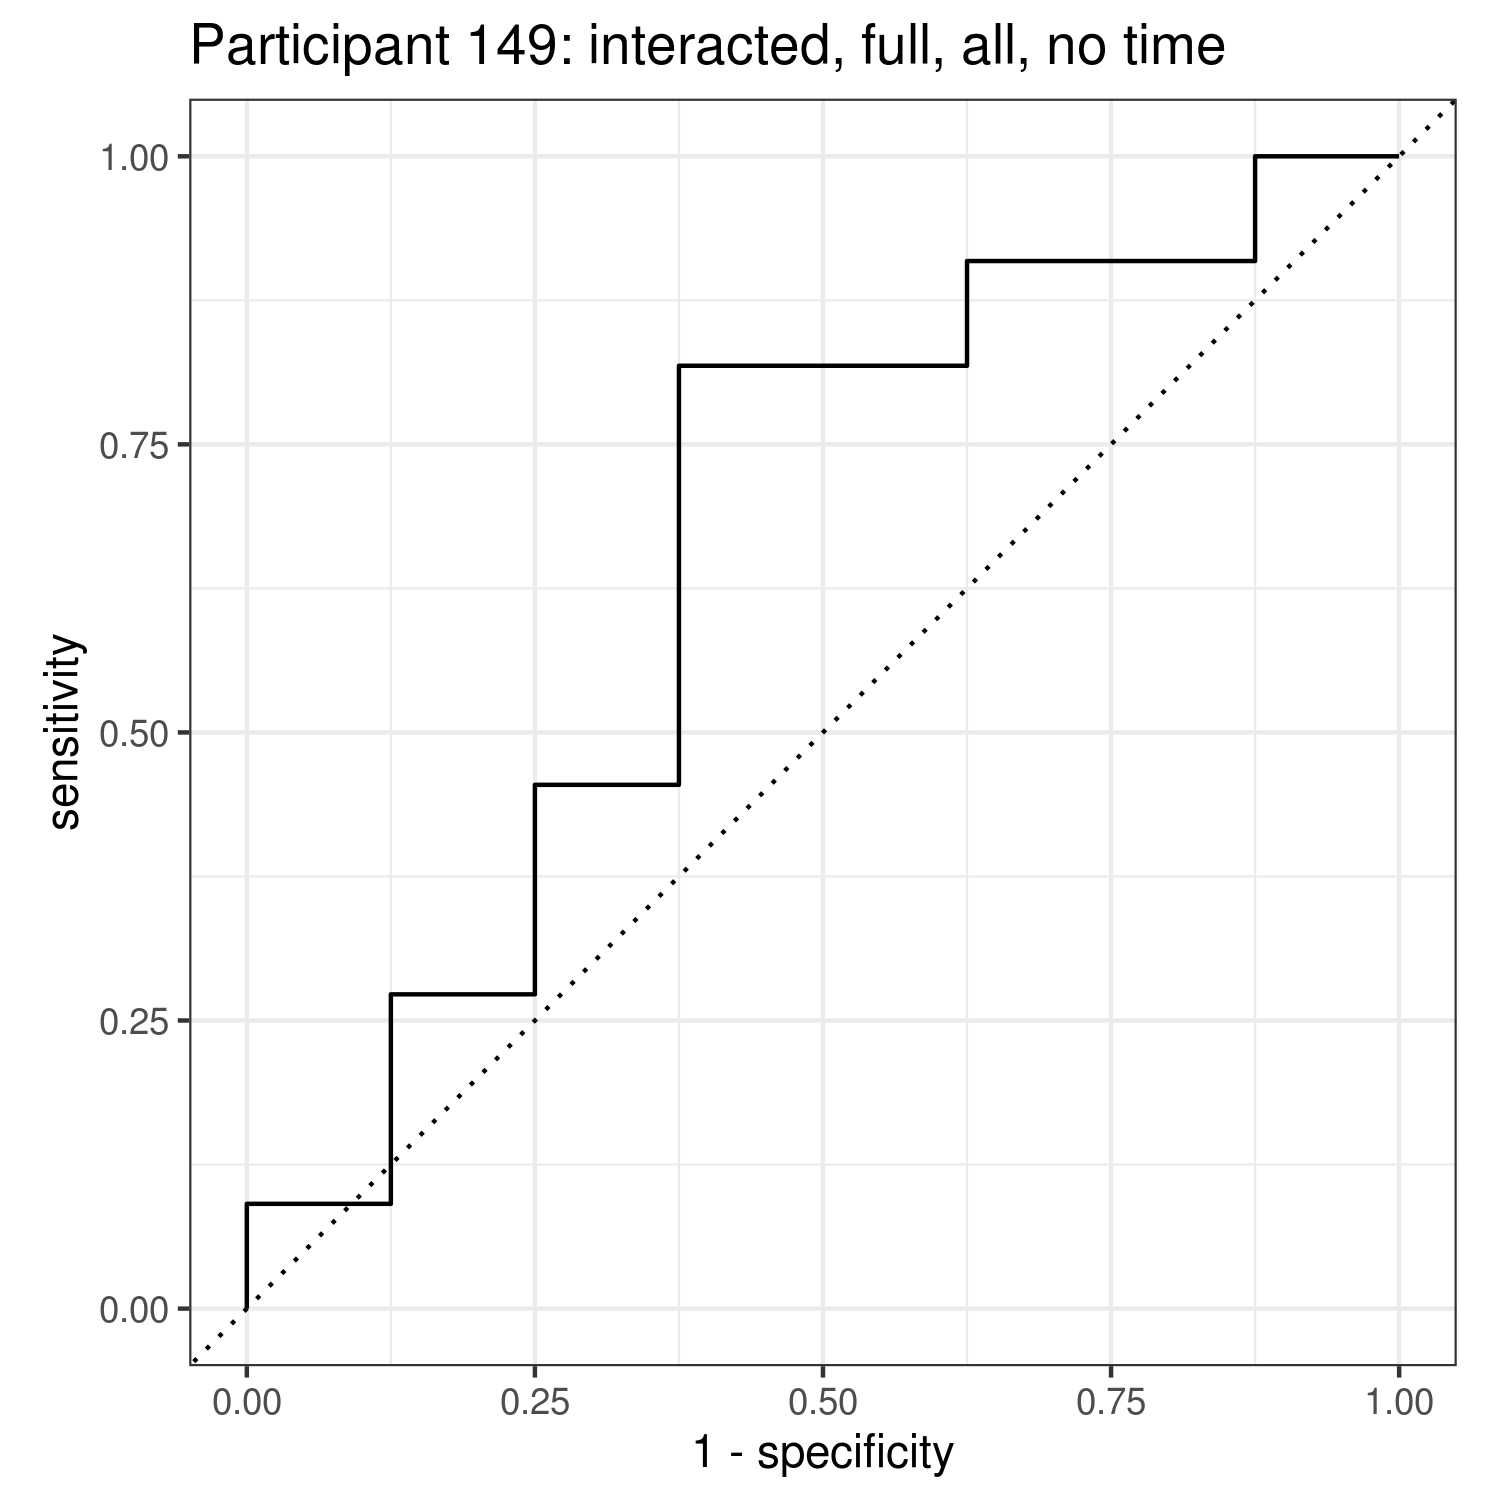 Participant 149: interacted, full, all, no time
1.00
0.75
0.50
0.25
0.00
sensitivity
0.00 0.25 0.50 0.75 1.00
1 - specificity